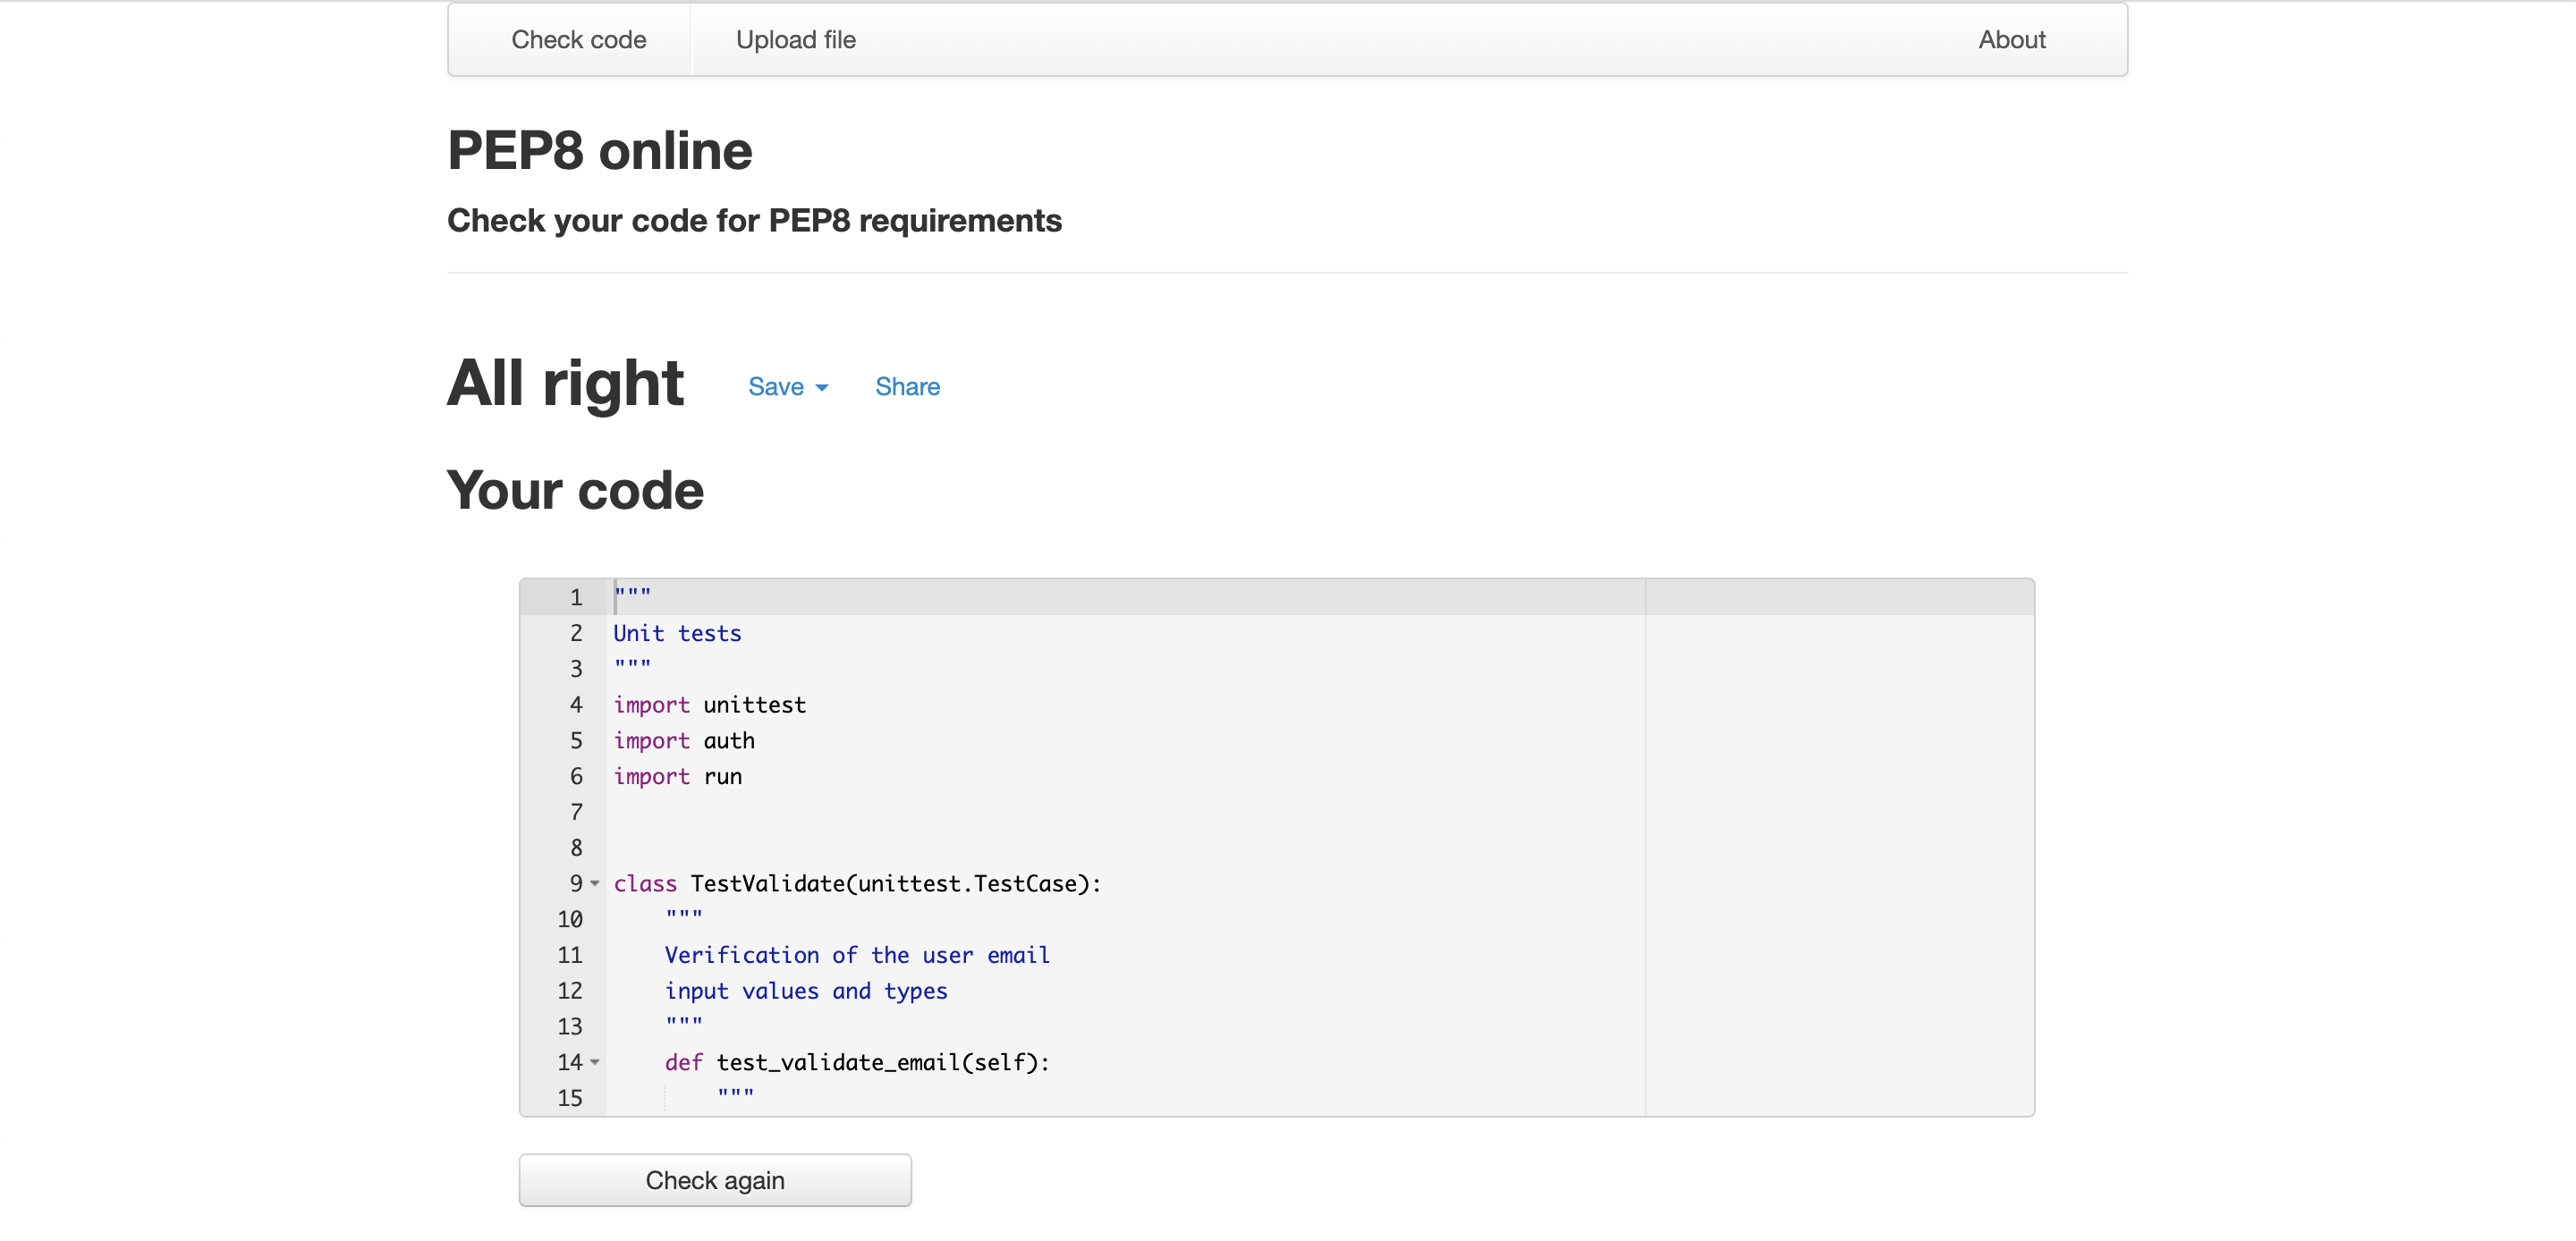 Check code Upload file About
PEP8 online
Check your code for PEP8 requirements
All right Save Share
Your code
1 """
2 Unit tests
3 """
4 import unittest
5 import auth
6 import run
7
8
9 class TestValidate(unittest.TestCase):
10 """
11 Verification of the user email
12 input values and types
13 """
14 def test_validate_email(self):
15 """
Check again